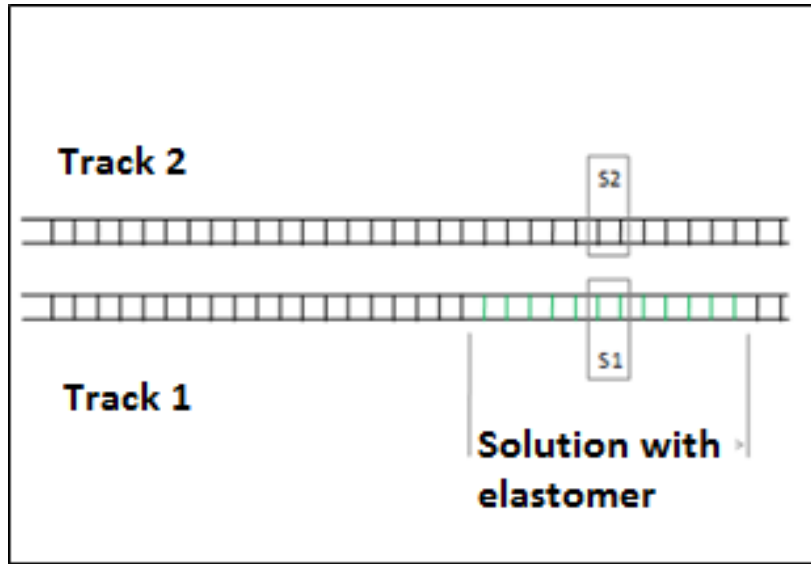 Track 2
S2
S1
Track 1
Solution with
elastomer